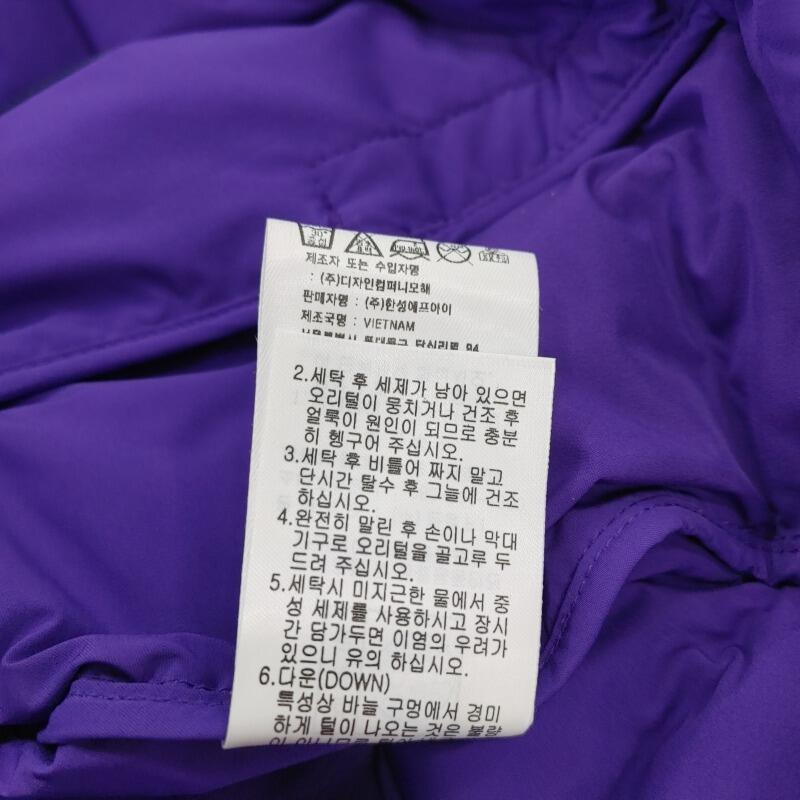 30°
중성
제조자 또는 수입자명
: (주)디자인컴퍼니모해
판매자명 : (주)한성에프아이
제조국명 : VIETNAM
2.세탁 후 세제가 남아 있으면
오리털이 뭉치거나 건조 후
얼룩이 원인이 되므로 충분
히 헹구어 주십시오.
3.세탁 후 비틀어 짜지 말고
단시간 탈수 후 그늘에 건조
하십시오.
4.완전히 말린 후 손이나 막대
기구로 오리털을 골고루 두
드려 주십시오.
5.세탁시 미지근한 물에서 중
성 세제를 사용하시고 장시
간 담가두면 이염의 우려가
있으니 유의 하십시오.
6.다운(DOWN)
특성상 바늘 구멍에서 경미
하게 털이 나오는 것은 불량